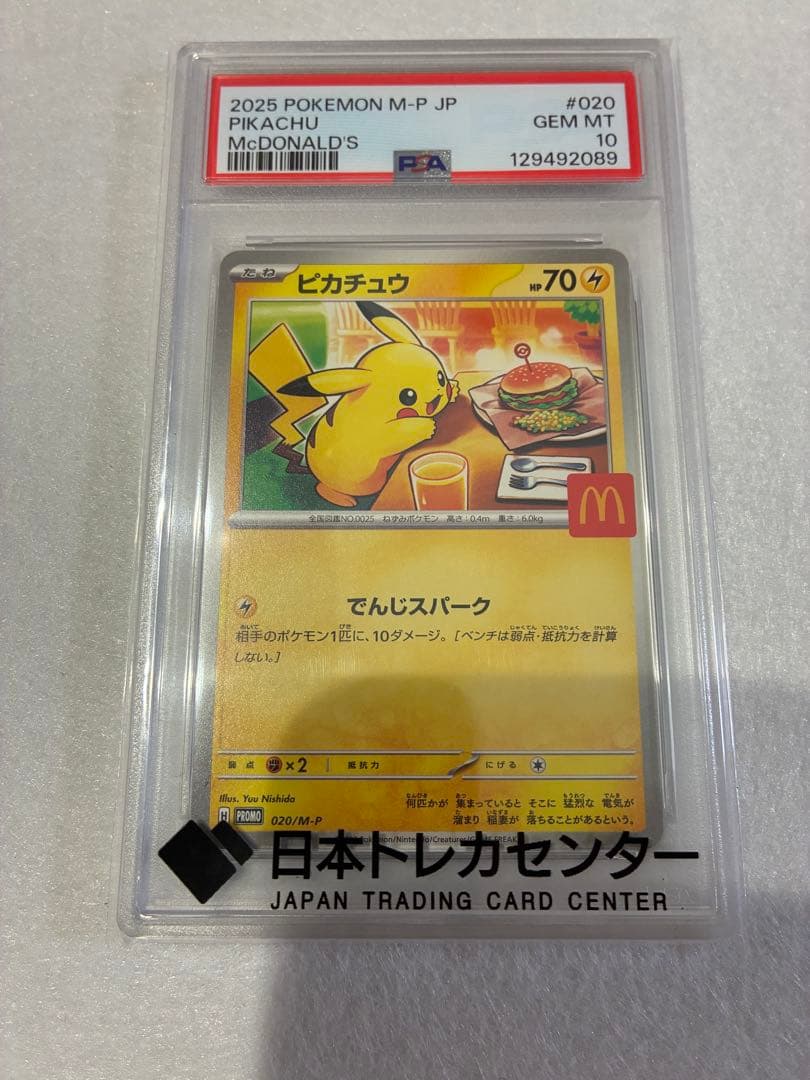 2025 POKEMON M-P JP #020
PIKACHU GEM MT
McDONALD'S 10
PSA 129492089
たね ピカチュウ HP 70
全国図鑑NO.0025 ねずみポケモン 高さ:0.4m 重さ:6.0kg
でんじスパーク
相手のポケモン1匹に、10ダメージ。[ベンチは弱点・抵抗力を計算
しない。]
弱点 ×2 抵抗力 にげる
Illus. Yuu Nishida
何匹かが 集まっていると そこに 猛烈な 電気が
H PROMO 020/M-P
溜まり 稲妻が 落ちることがあるという。
日本トレカセンター
JAPAN TRADING CARD CENTER